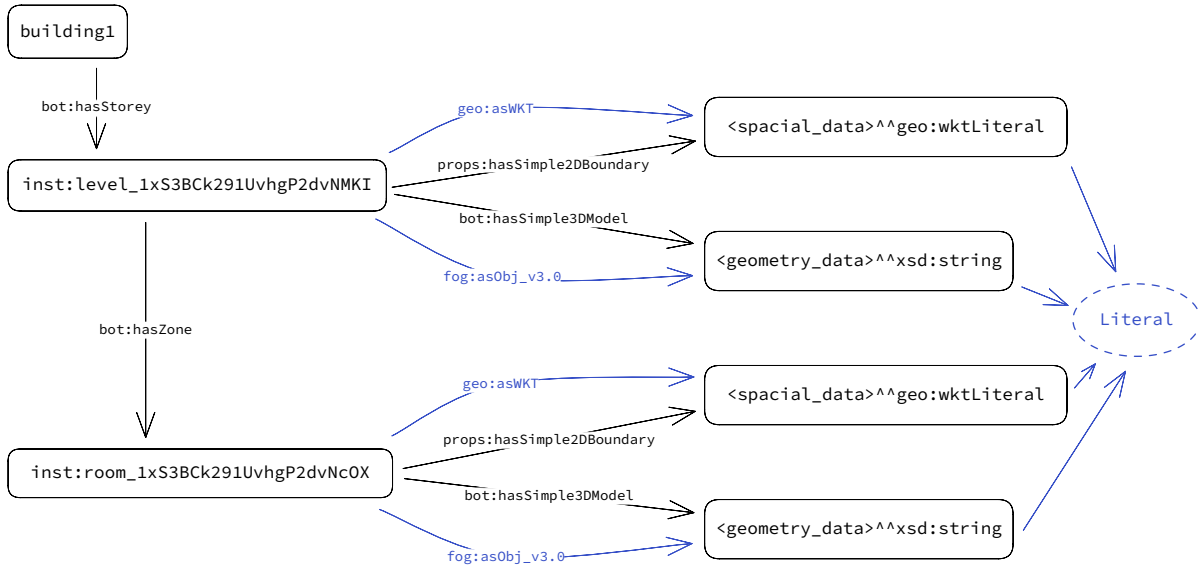 building1
bot:hasStorey
geo:asWKT
<spacial_data>^^geo:wktLiteral
props:hasSimple2DBoundary
inst:level_1xS3BCk291UvhgP2dvNMKI
bot:hasSimple3DModel
<geometry_data>^^xsd:string
fog:asObj_v3.0
Literal
bot:hasZone
geo:asWKT
<spacial_data>^^geo:wktLiteral
props:hasSimple2DBoundary
inst:room_1xS3BCk291UvhgP2dvNcOX
bot:hasSimple3DModel
<geometry_data>^^xsd:string
fog:asObj_v3.0